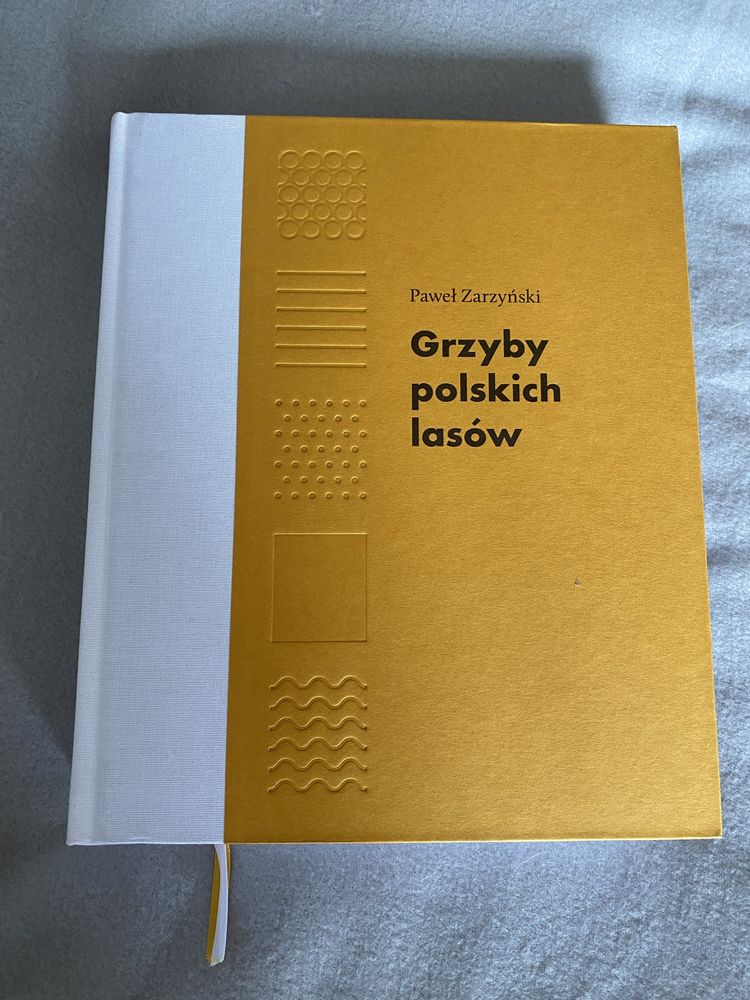 Paweł Zarzyński
Grzyby
polskich
lasów